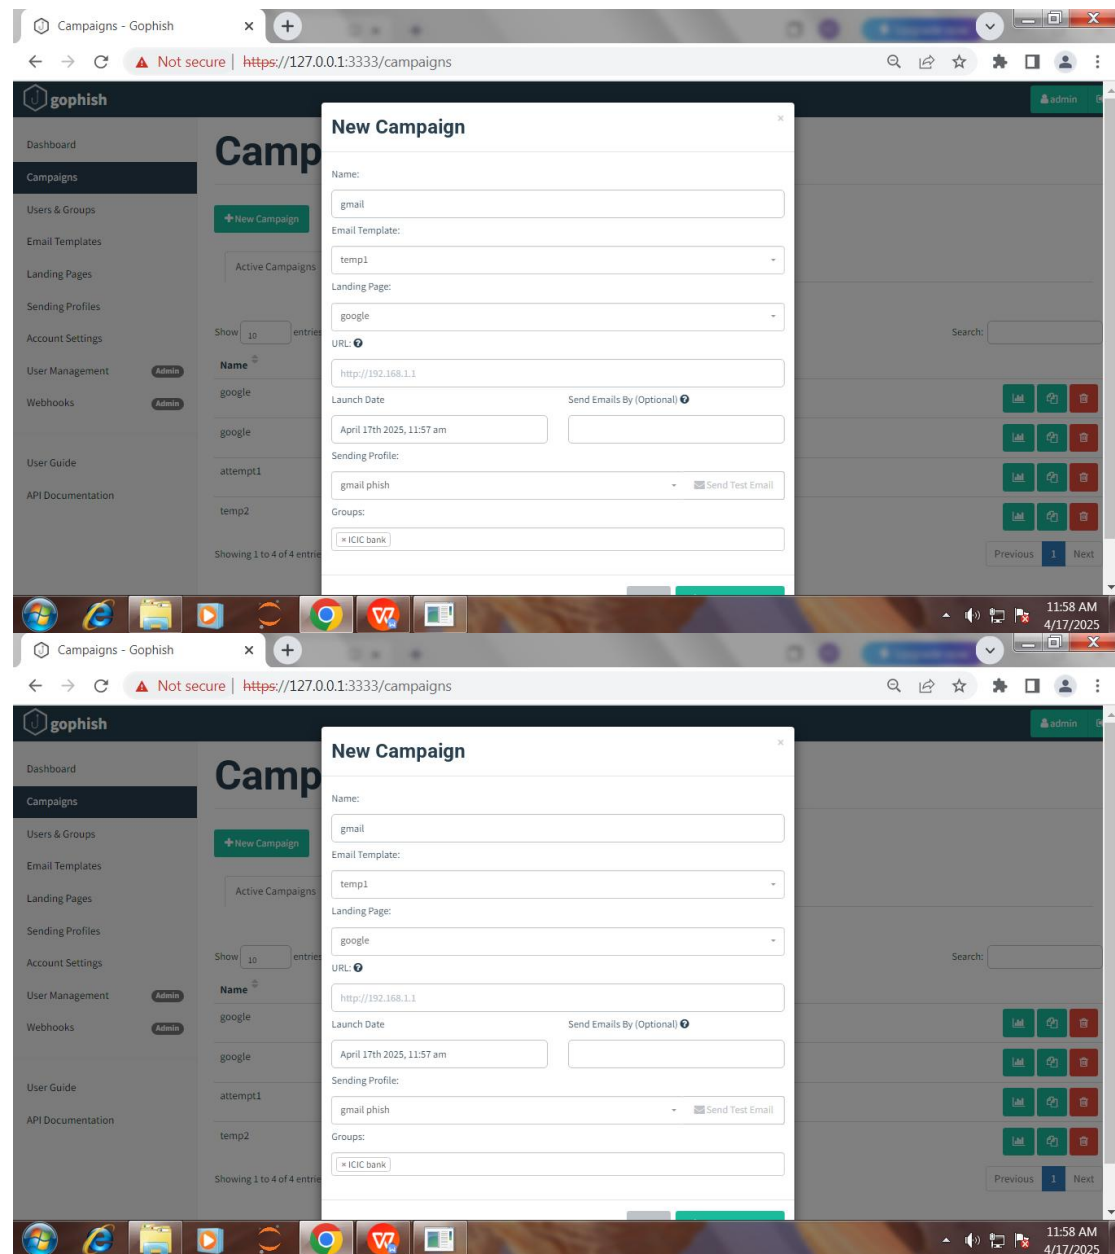 Campaigns - Gophish
Not secure | https://127.0.0.1:3333/campaigns
gophish
admin
New Campaign
Dashboard
Camp
Campaigns
Name:
Users & Groups
gmail
New Campaign
Email Template:
Email Templates
temp1
Active Campaigns
Landing Pages
Landing Page:
google
Sending Profiles
Show 10 entries
Search:
Account Settings
URL:
User Management Admin
Name
http://192.168.1.1
Webhooks Admin
google
Launch Date
Send Emails By (Optional)
April 17th 2025, 11:57 am
google
Sending Profile:
User Guide
attempt1
gmail phish
Send Test Email
API Documentation
temp2
Groups:
× ICIC bank
Showing 1 to 4 of 4 entrie
Previous 1 Next
11:58 AM
4/17/2025
Campaigns - Gophish
Not secure | https://127.0.0.1:3333/campaigns
gophish
admin
New Campaign
Dashboard
Camp
Campaigns
Name:
Users & Groups
gmail
New Campaign
Email Template:
Email Templates
temp1
Active Campaigns
Landing Pages
Landing Page:
google
Sending Profiles
Show 10 entries
Search:
Account Settings
URL:
User Management Admin
Name
http://192.168.1.1
Webhooks Admin
google
Launch Date
Send Emails By (Optional)
April 17th 2025, 11:57 am
google
Sending Profile:
User Guide
attempt1
gmail phish
Send Test Email
API Documentation
temp2
Groups:
× ICIC bank
Showing 1 to 4 of 4 entrie
Previous 1 Next
11:58 AM
4/17/2025